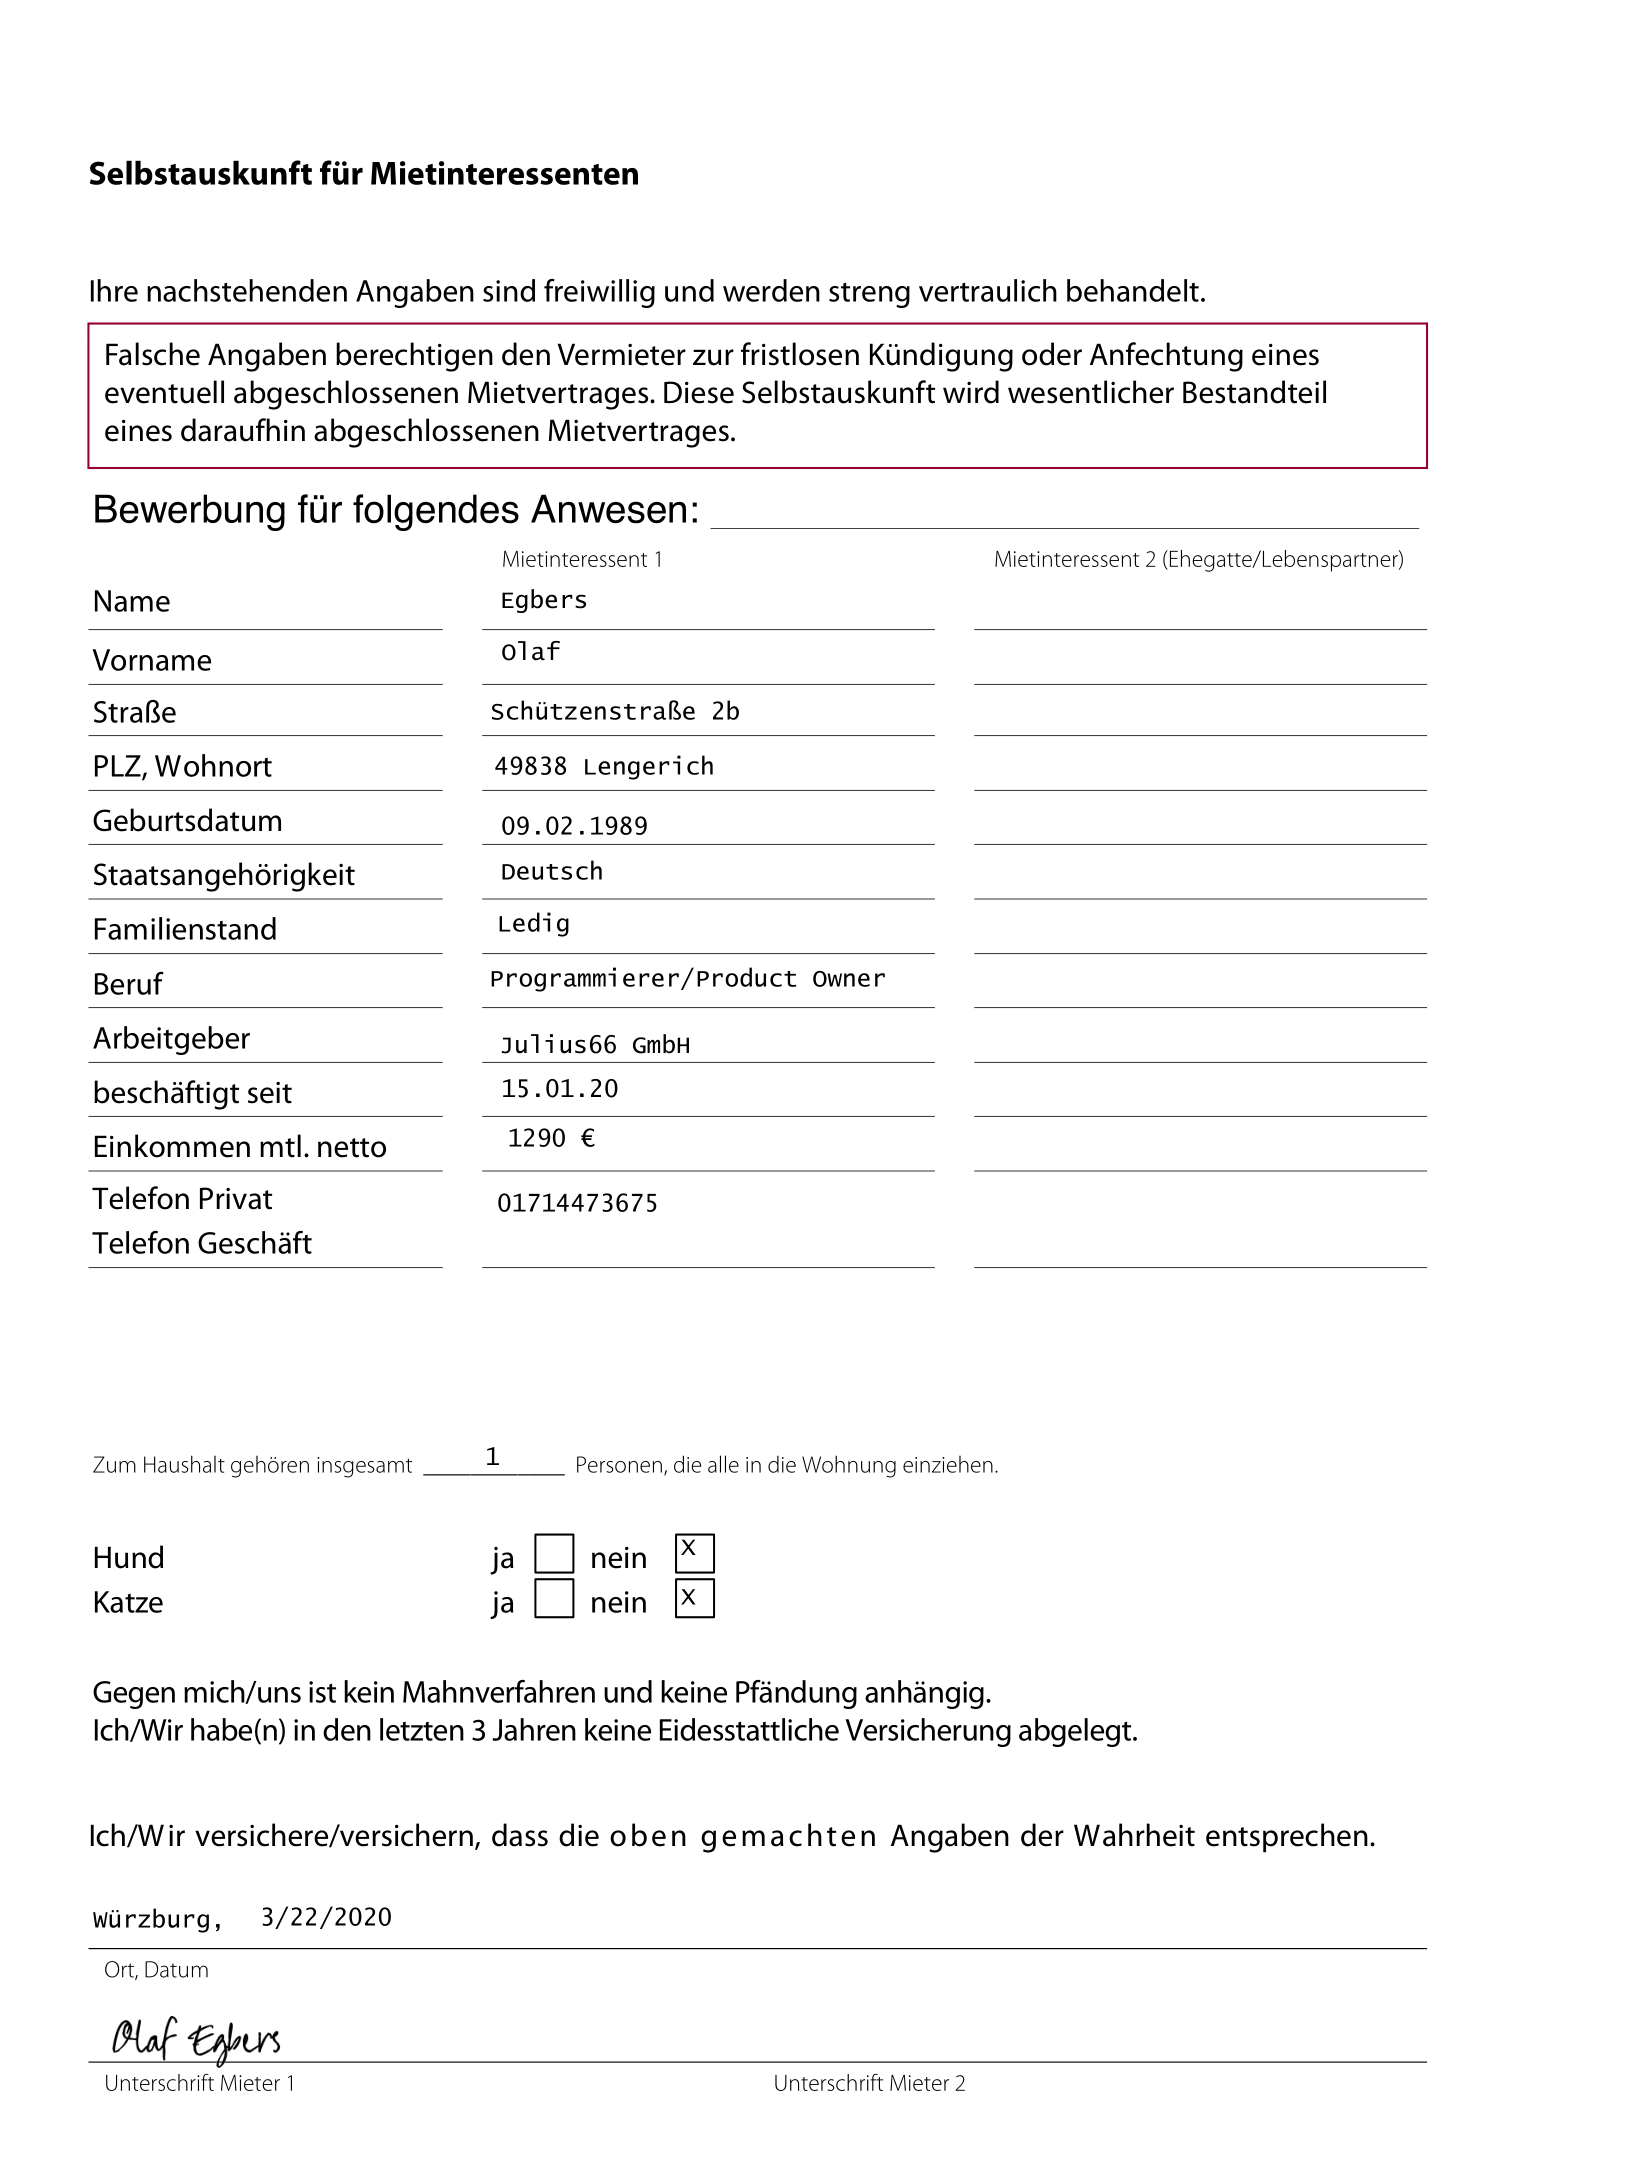 Selbstauskunft für Mietinteressenten
Ihre nachstehenden Angaben sind freiwillig und werden streng vertraulich behandelt.
Falsche Angaben berechtigen den Vermieter zur fristlosen Kündigung oder Anfechtung eines
eventuell abgeschlossenen Mietvertrages. Diese Selbstauskunft wird wesentlicher Bestandteil
eines daraufhin abgeschlossenen Mietvertrages.
Bewerbung für folgendes Anwesen:
Mietinteressent 1 Mietinteressent 2 (Ehegatte/Lebenspartner)
Name Egbers
Vorname Olaf
Straße Schützenstraße 2b
PLZ, Wohnort 49838 Lengerich
Geburtsdatum 09.02.1989
Staatsangehörigkeit Deutsch
Familienstand Ledig
Beruf Programmierer/Product Owner
Arbeitgeber Julius66 GmbH
beschäftigt seit 15.01.20
Einkommen mtl. netto 1290 €
Telefon Privat 01714473675
Telefon Geschäft
Zum Haushalt gehören insgesamt 1 Personen, die alle in die Wohnung einziehen.
Hund ja nein x
Katze ja nein x
Gegen mich/uns ist kein Mahnverfahren und keine Pfändung anhängig.
Ich/Wir habe(n) in den letzten 3 Jahren keine Eidesstattliche Versicherung abgelegt.
Ich/Wir versichere/versichern, dass die oben gemachten Angaben der Wahrheit entsprechen.
Würzburg, 3/22/2020
Ort, Datum
Olaf Egbers
Unterschrift Mieter 1 Unterschrift Mieter 2